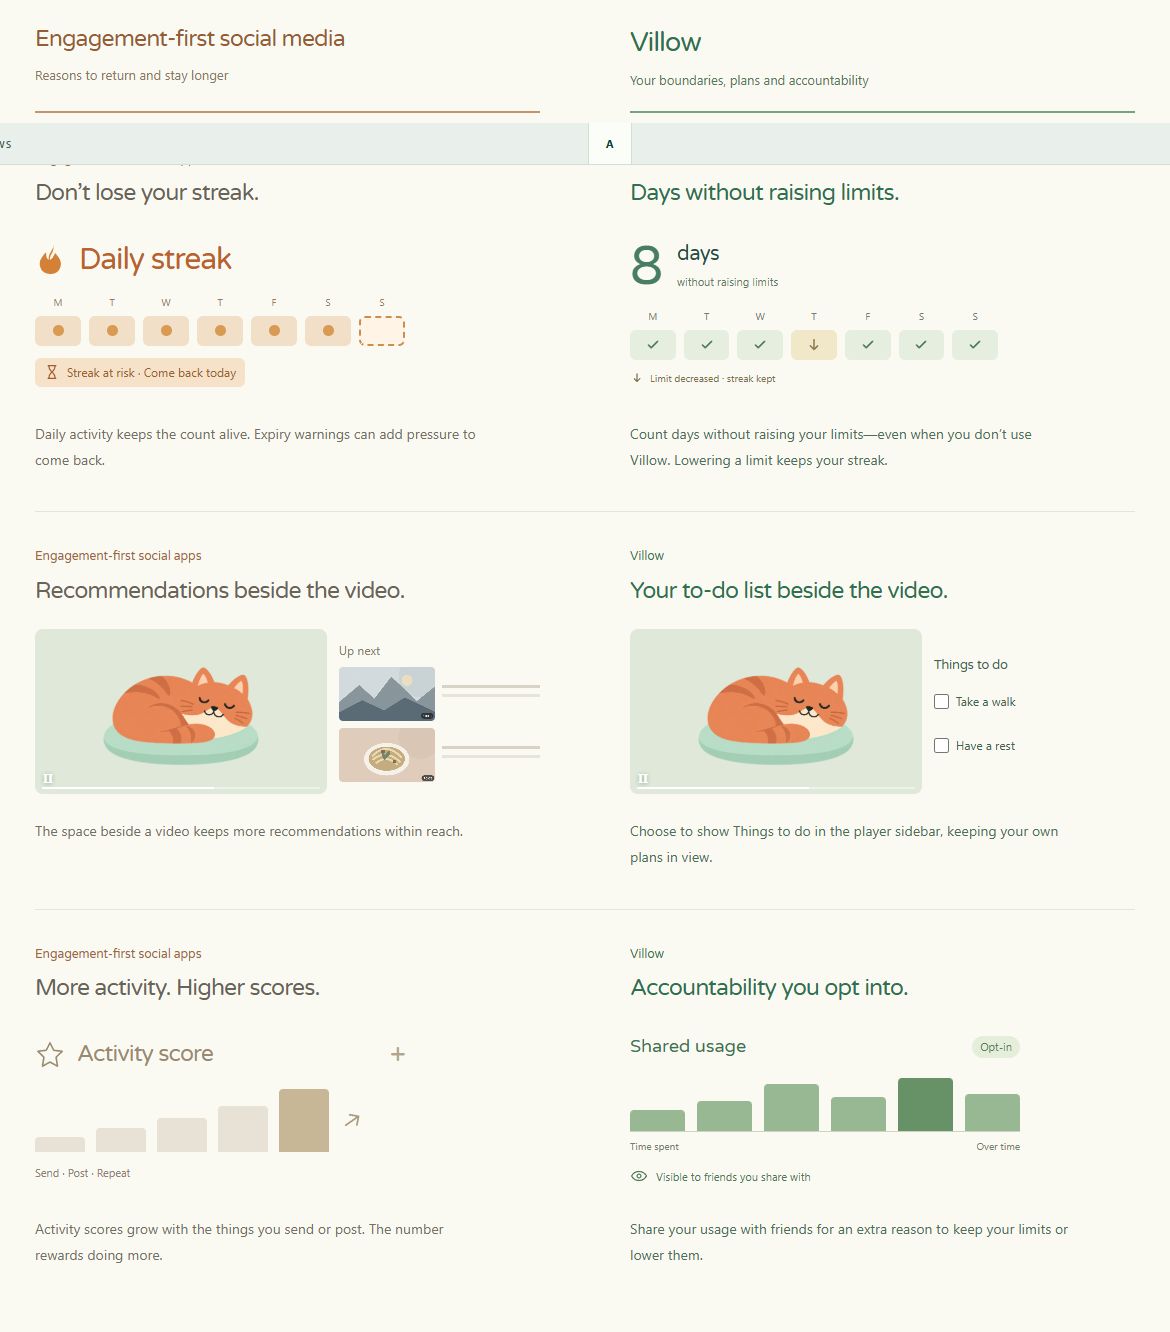 Engagement-first social media
Reasons to return and stay longer
Villow
Your boundaries, plans and accountability
A
Don’t lose your streak.
Daily streak
M T W T F S S
Streak at risk · Come back today
Daily activity keeps the count alive. Expiry warnings can add pressure to
come back.
Days without raising limits.
8 days
without raising limits
M T W T F S S
Limit decreased · streak kept
Count days without raising your limits—even when you don’t use
Villow. Lowering a limit keeps your streak.
Engagement-first social apps
Recommendations beside the video.
Up next
The space beside a video keeps more recommendations within reach.
Villow
Your to-do list beside the video.
Things to do
Take a walk
Have a rest
Choose to show Things to do in the player sidebar, keeping your own
plans in view.
Engagement-first social apps
More activity. Higher scores.
Activity score +
Send · Post · Repeat
Activity scores grow with the things you send or post. The number
rewards doing more.
Villow
Accountability you opt into.
Shared usage
Opt-in
Time spent
Over time
Visible to friends you share with
Share your usage with friends for an extra reason to keep your limits or
lower them.